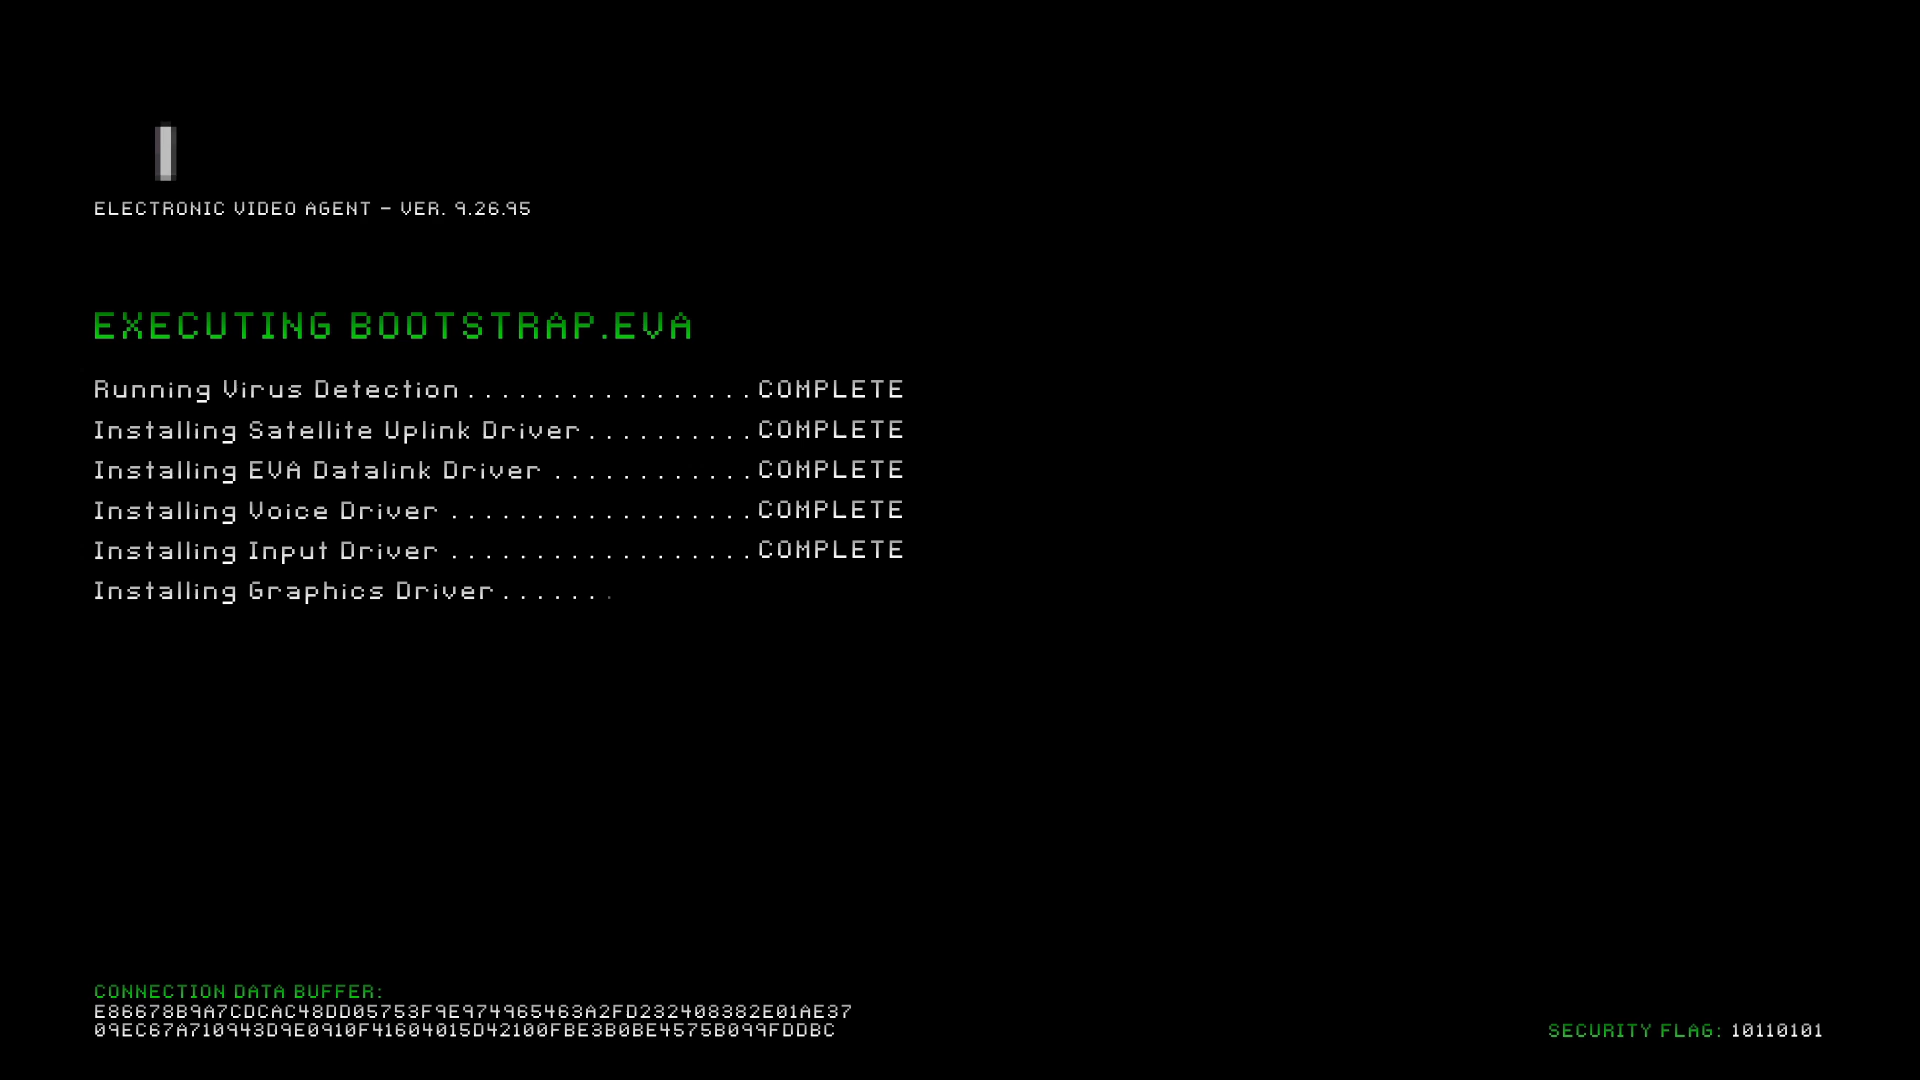 ELECTRONIC VIDEO AGENT - VER. 9.26.95
EXECUTING BOOTSTRAP.EVA
Running Virus Detection.................COMPLETE
Installing Satellite Uplink Driver..........COMPLETE
Installing EVA Datalink Driver ............COMPLETE
Installing Voice Driver ..................COMPLETE
Installing Input Driver ..................COMPLETE
Installing Graphics Driver.......
CONNECTION DATA BUFFER:
E86678B9A7CDCAC48DD05753F9E974965463A2FD232408382E01AE37
09EC67A710943D9E0910F41604015D42100FBE3B0BE4575B099FDDBC
SECURITY FLAG: 10110101